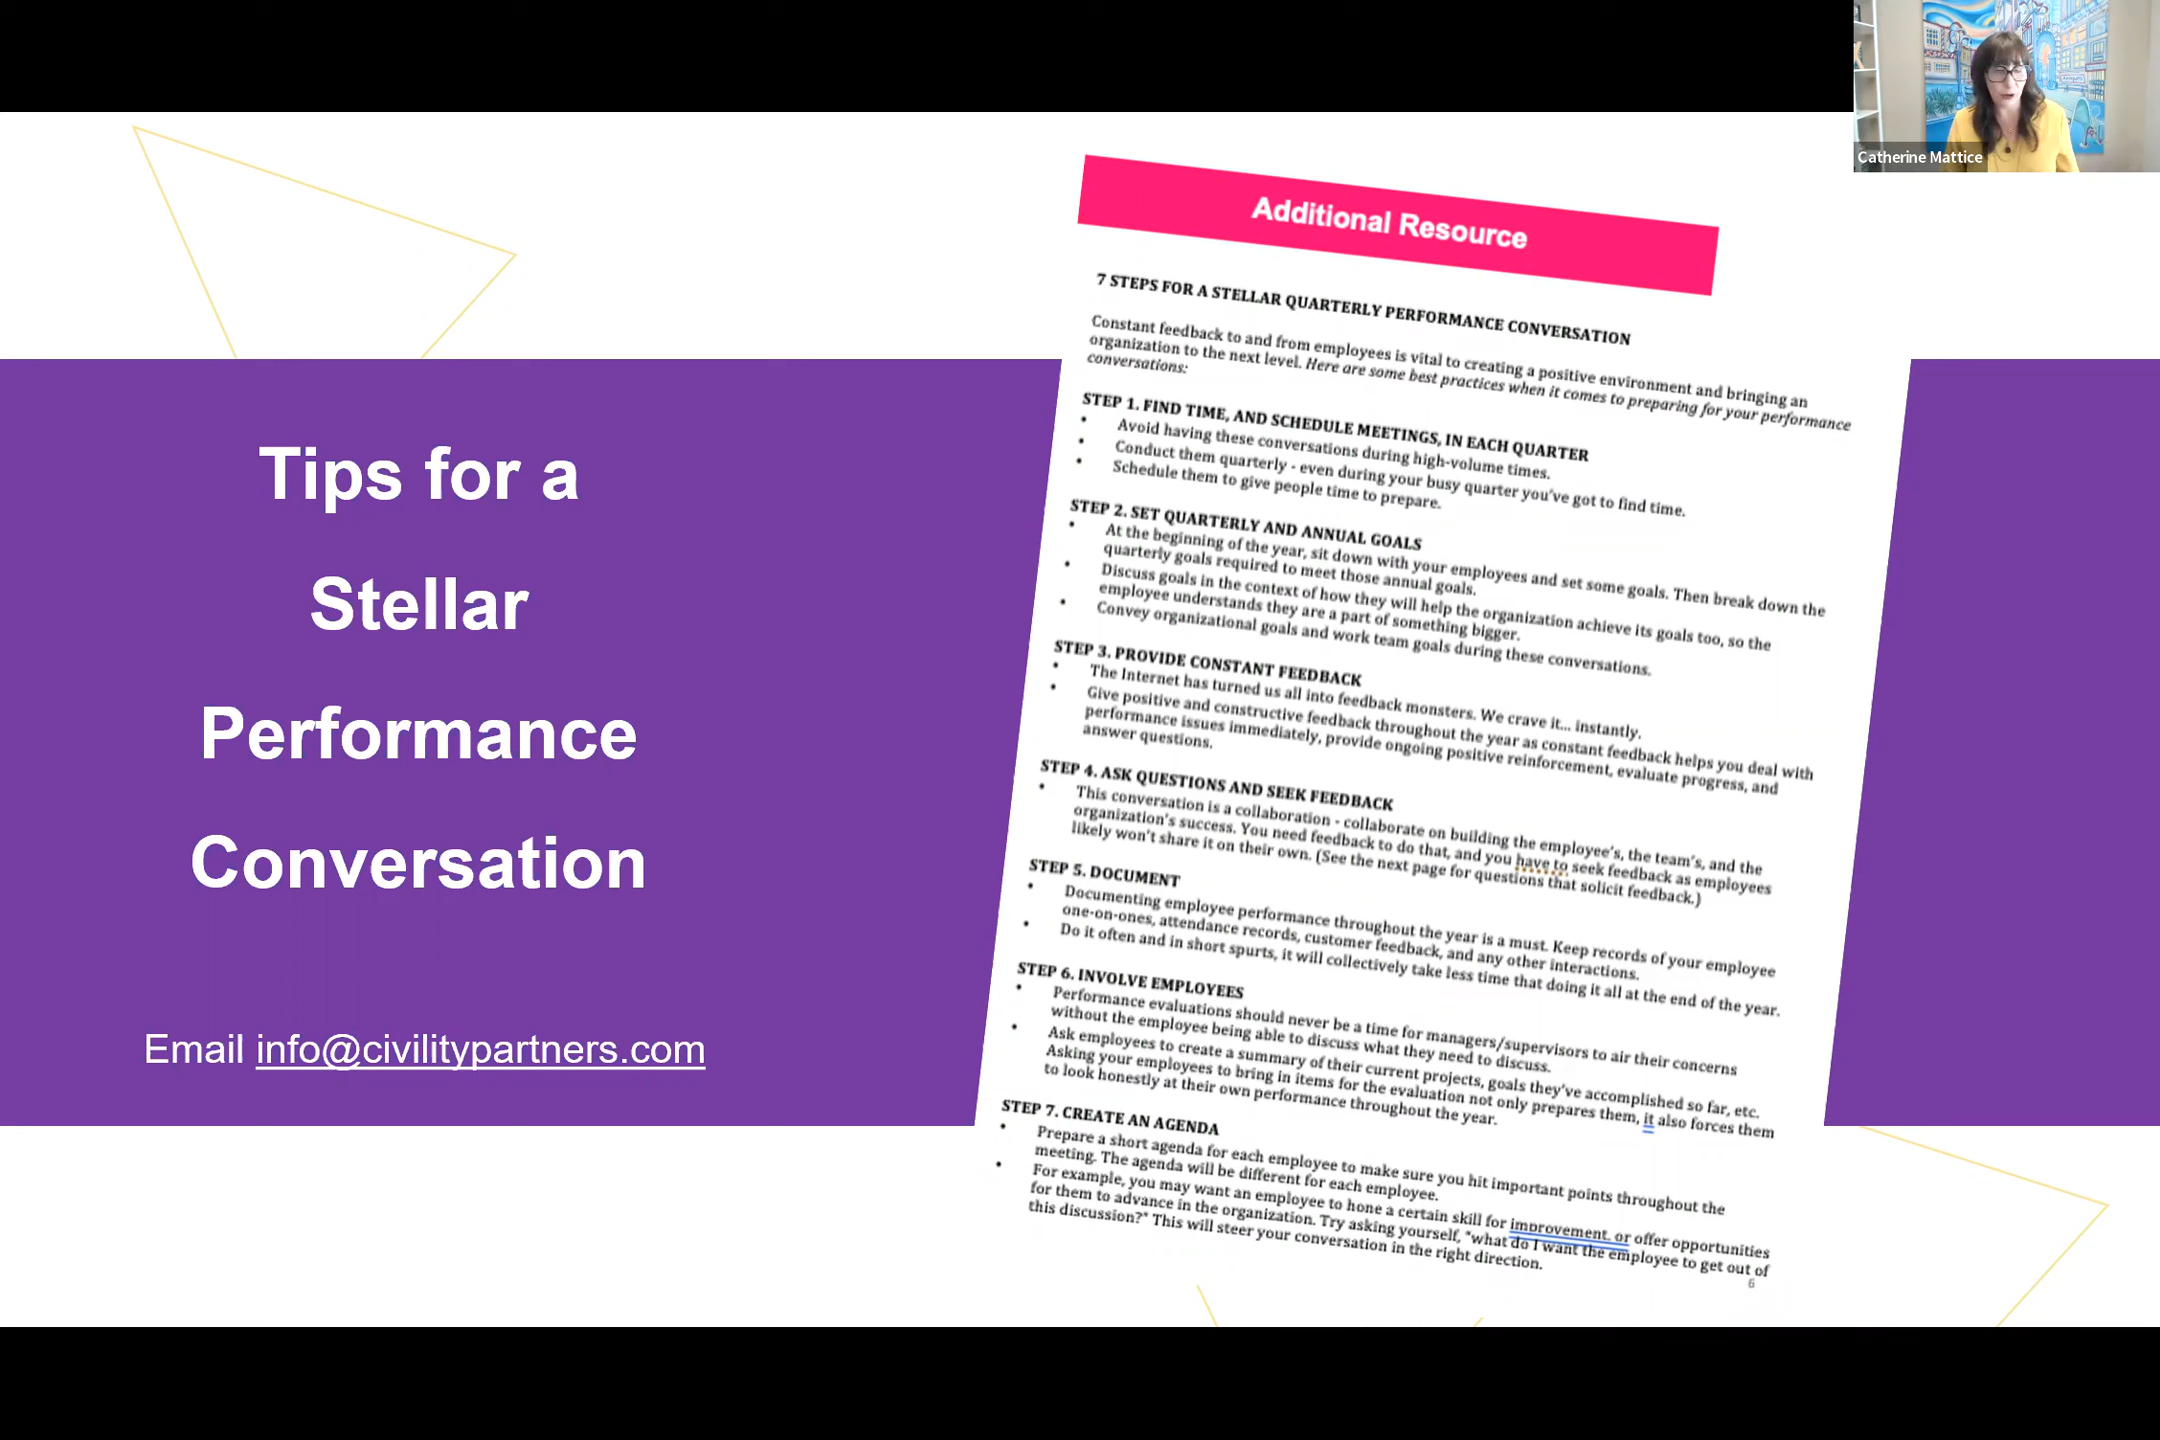 Catherine Mattice
Tips for a
Stellar
Performance
Conversation
Email info@civilitypartners.com
Additional Resource
7 STEPS FOR A STELLAR QUARTERLY PERFORMANCE CONVERSATION
Constant feedback to and from employees is vital to creating a positive environment and bringing an
organization to the next level. Here are some best practices when it comes to preparing for your performance
conversations:
STEP 1. FIND TIME, AND SCHEDULE MEETINGS, IN EACH QUARTER
• Avoid having these conversations during high-volume times.
• Conduct them quarterly - even during your busy quarter you've got to find time.
• Schedule them to give people time to prepare.
STEP 2. SET QUARTERLY AND ANNUAL GOALS
• At the beginning of the year, sit down with your employees and set some goals. Then break down the
quarterly goals required to meet those annual goals.
• Discuss goals in the context of how they will help the organization achieve its goals too, so the
employee understands they are a part of something bigger.
• Convey organizational goals and work team goals during these conversations.
STEP 3. PROVIDE CONSTANT FEEDBACK
• The Internet has turned us all into feedback monsters. We crave it... instantly.
• Give positive and constructive feedback throughout the year as constant feedback helps you deal with
performance issues immediately, provide ongoing positive reinforcement, evaluate progress, and
answer questions.
STEP 4. ASK QUESTIONS AND SEEK FEEDBACK
• This conversation is a collaboration - collaborate on building the employee's, the team's, and the
organization's success. You need feedback to do that, and you have to seek feedback as employees
likely won't share it on their own. (See the next page for questions that solicit feedback.)
STEP 5. DOCUMENT
• Documenting employee performance throughout the year is a must. Keep records of your employee
one-on-ones, attendance records, customer feedback, and any other interactions.
• Do it often and in short spurts, it will collectively take less time that doing it all at the end of the year.
STEP 6. INVOLVE EMPLOYEES
• Performance evaluations should never be a time for managers/supervisors to air their concerns
without the employee being able to discuss what they need to discuss.
• Ask employees to create a summary of their current projects, goals they've accomplished so far, etc.
Asking your employees to bring in items for the evaluation not only prepares them, it also forces them
to look honestly at their own performance throughout the year.
STEP 7. CREATE AN AGENDA
• Prepare a short agenda for each employee to make sure you hit important points throughout the
meeting. The agenda will be different for each employee.
• For example, you may want an employee to hone a certain skill for improvement. or offer opportunities
for them to advance in the organization. Try asking yourself, "what do I want the employee to get out of
this discussion?" This will steer your conversation in the right direction.
6